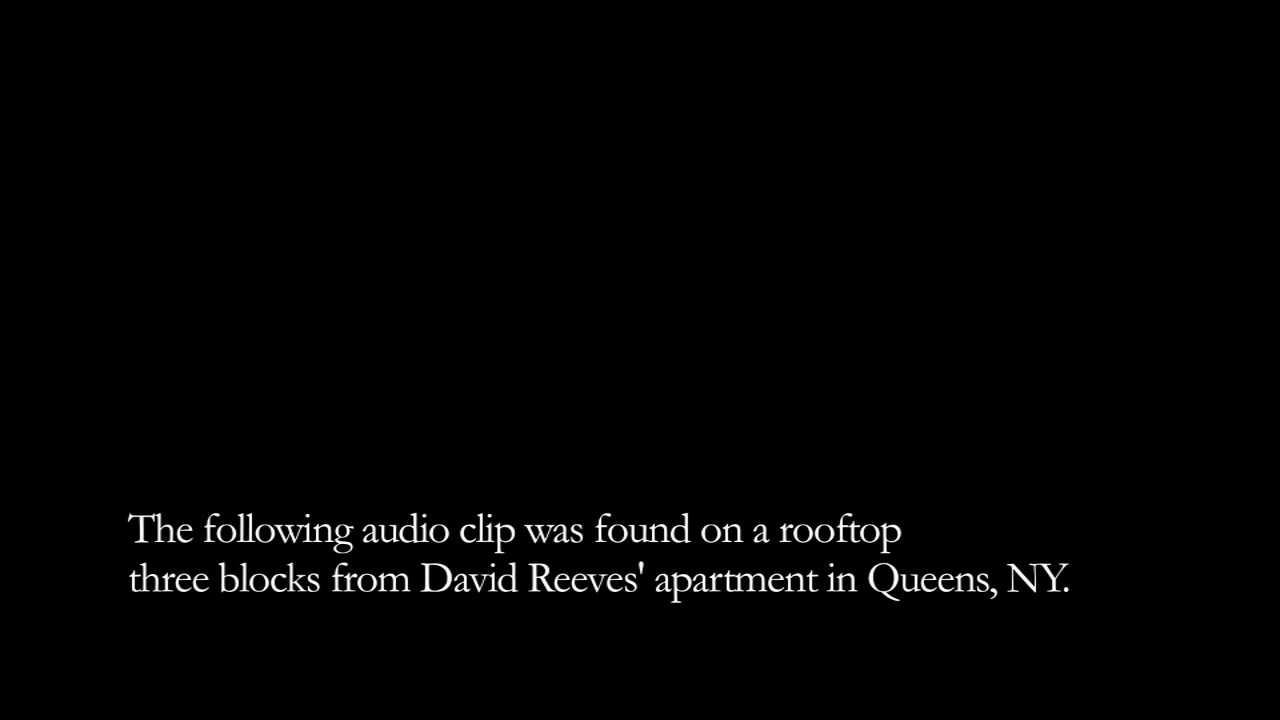 The following audio clip was found on a rooftop
three blocks from David Reeves' apartment in Queens, NY.